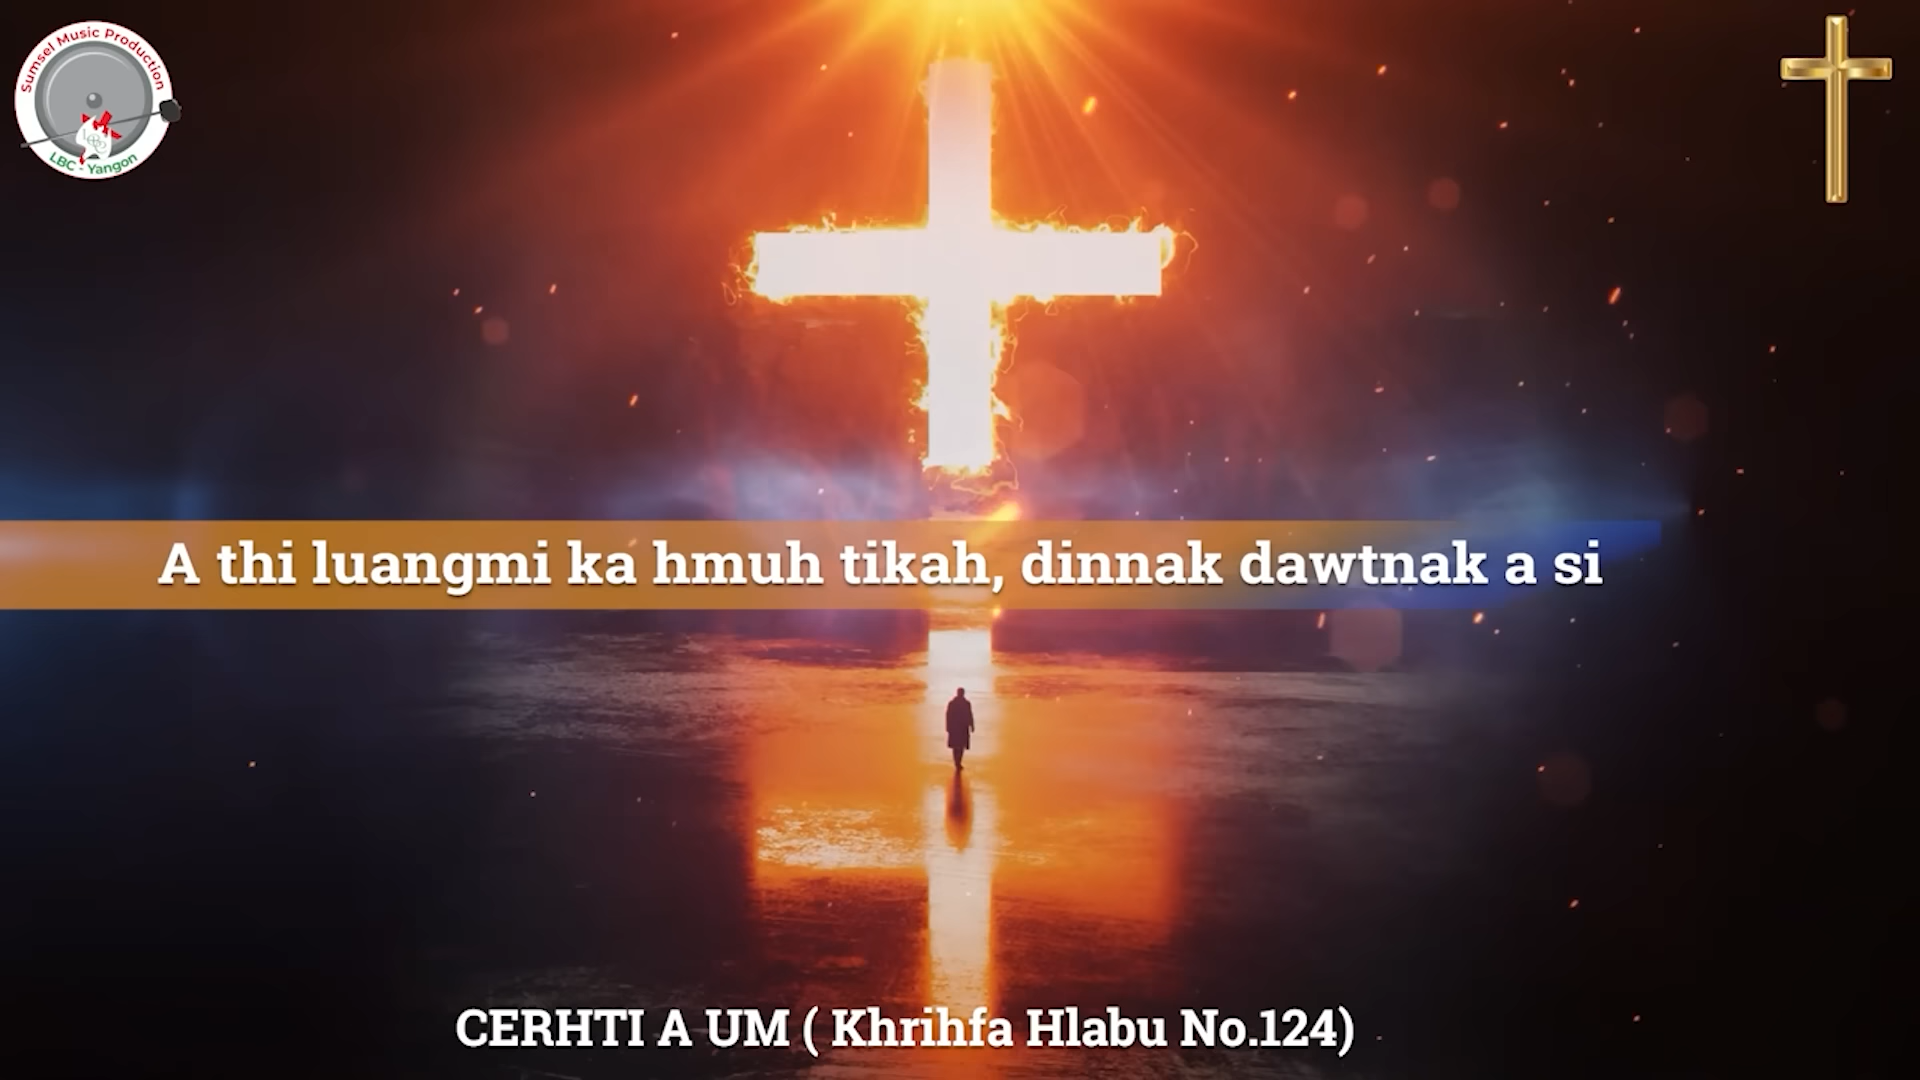 Sumsel Music Production
LBC - Yangon
A thi luangmi ka hmuh tikah, dinnak dawtnak a si
CERHTI A UM ( Khrihfa Hlabu No.124)